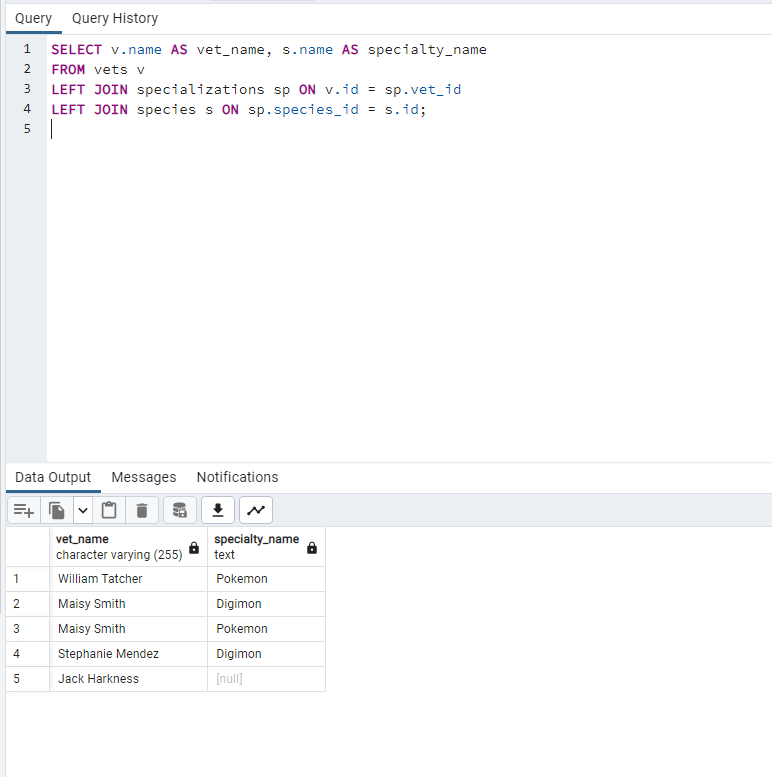 Query Query History
1 SELECT v.name AS vet_name, s.name AS specialty_name
2 FROM vets v
3 LEFT JOIN specializations sp ON v.id = sp.vet_id
4 LEFT JOIN species s ON sp.species_id = s.id;
5
Data Output Messages Notifications
vet_name specialty_name
character varying (255) text
1 William Tatcher Pokemon
2 Maisy Smith Digimon
3 Maisy Smith Pokemon
4 Stephanie Mendez Digimon
5 Jack Harkness [null]